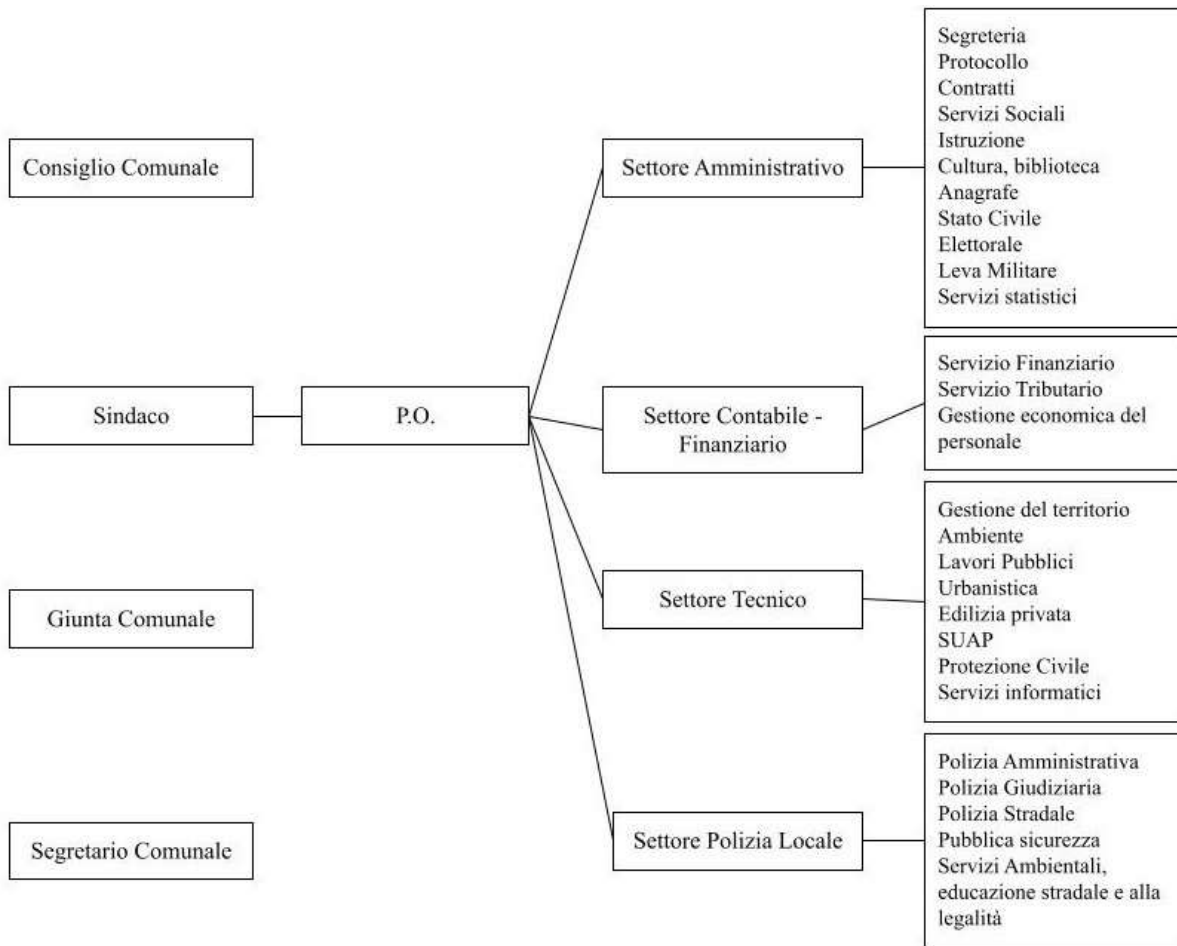 Consiglio Comunale
Sindaco
Giunta Comunale
Segretario Comunale
P.O.
Settore Amministrativo
Settore Contabile -
Finanziario
Settore Tecnico
Settore Polizia Locale
Segreteria
Protocollo
Contratti
Servizi Sociali
Istruzione
Cultura, biblioteca
Anagrafe
Stato Civile
Elettorale
Leva Militare
Servizi statistici
Servizio Finanziario
Servizio Tributario
Gestione economica del
personale
Gestione del territorio
Ambiente
Lavori Pubblici
Urbanistica
Edilizia privata
SUAP
Protezione Civile
Servizi informatici
Polizia Amministrativa
Polizia Giudiziaria
Polizia Stradale
Pubblica sicurezza
Servizi Ambientali,
educazione stradale e alla
legalità